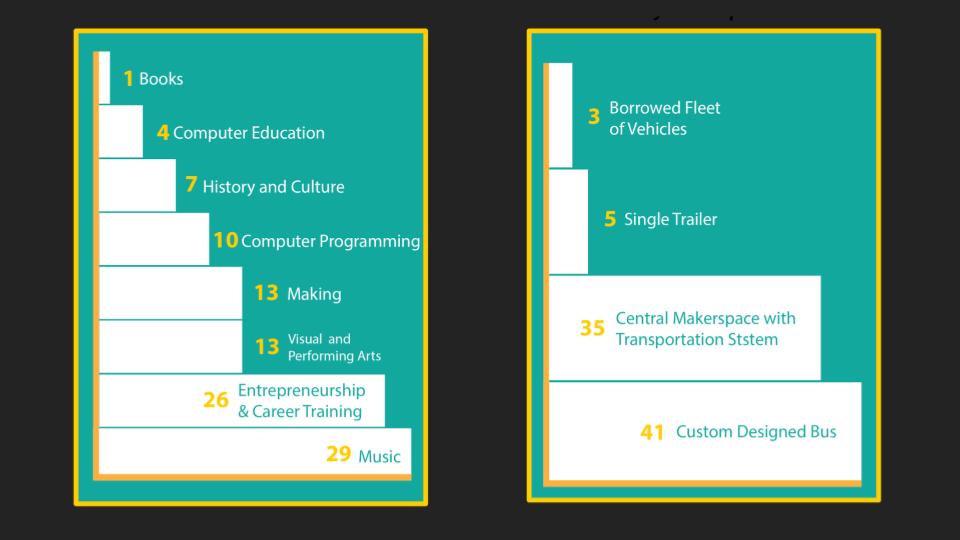 1 Books
4 Computer Education
7 History and Culture
10 Computer Programming
13 Making
13 Visual and
Performing Arts
26 Entrepreneurship
& Career Training
29 Music
3 Borrowed Fleet
of Vehicles
5 Single Trailer
35 Central Makerspace with
Transportation Ststem
41 Custom Designed Bus